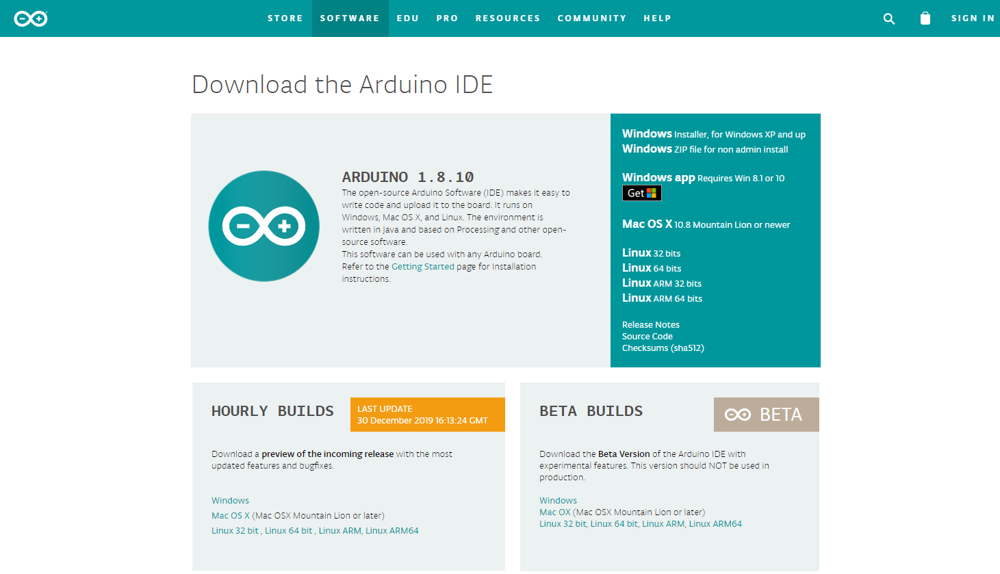 STORE SOFTWARE EDU PRO RESOURCES COMMUNITY HELP SIGN IN
Download the Arduino IDE
ARDUINO 1.8.10
The open-source Arduino Software (IDE) makes it easy to
write code and upload it to the board. It runs on
Windows, Mac OS X, and Linux. The environment is
written in Java and based on Processing and other open-
source software.
This software can be used with any Arduino board.
Refer to the Getting Started page for Installation
instructions.
Windows Installer, for Windows XP and up
Windows ZIP file for non admin install
Windows app Requires Win 8.1 or 10
Get
Mac OS X 10.8 Mountain Lion or newer
Linux 32 bits
Linux 64 bits
Linux ARM 32 bits
Linux ARM 64 bits
Release Notes
Source Code
Checksums (sha512)
HOURLY BUILDS
LAST UPDATE
30 December 2019 16:13:24 GMT
Download a preview of the incoming release with the most
updated features and bugfixes.
Windows
Mac OS X (Mac OSX Mountain Lion or later)
Linux 32 bit , Linux 64 bit , Linux ARM, Linux ARM64
BETA BUILDS
BETA
Download the Beta Version of the Arduino IDE with
experimental features. This version should NOT be used in
production.
Windows
Mac OX (Mac OSX Mountain Lion or later)
Linux 32 bit, Linux 64 bit, Linux ARM, Linux ARM64